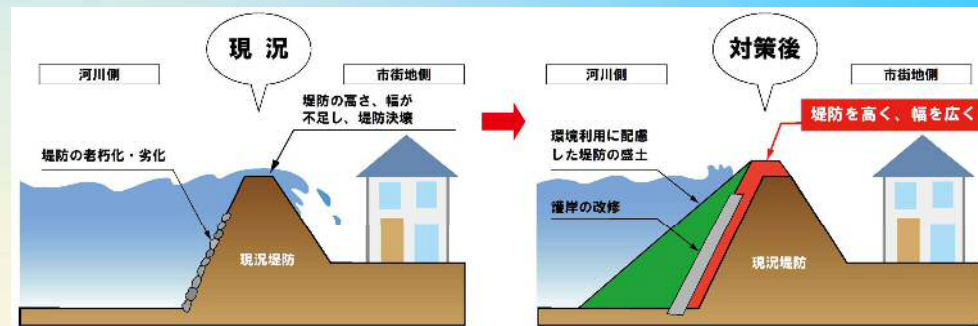 現 況
河川側
市街地側
堤防の高さ、幅が
不足し、堤防決壊
堤防の老朽化・劣化
現況堤防
対策後
河川側
市街地側
堤防を高く、幅を広く
環境利用に配慮
した堤防の盛土
護岸の改修
現況堤防